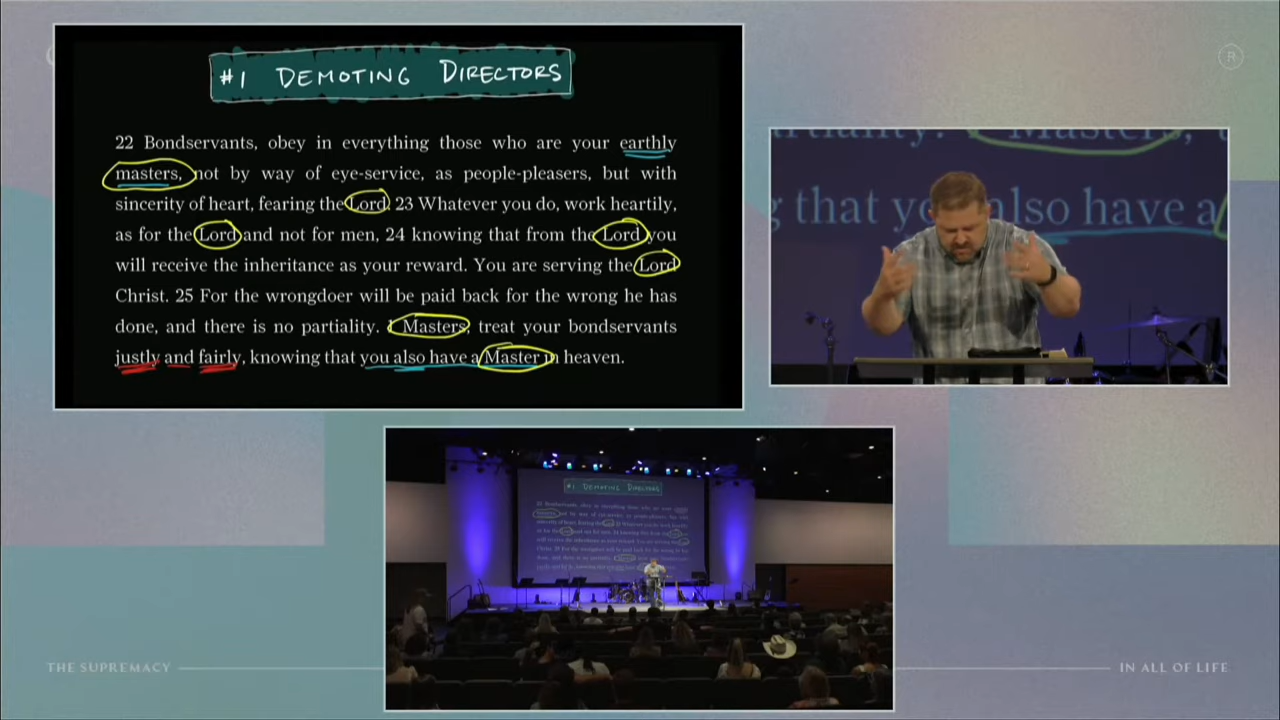 #1 DEMOTING DIRECTORS
22 Bondservants, obey in everything those who are your earthly
masters, not by way of eye-service, as people-pleasers, but with
sincerity of heart, fearing the Lord. 23 Whatever you do, work heartily,
as for the Lord and not for men, 24 knowing that from the Lord you
will receive the inheritance as your reward. You are serving the Lord
Christ. 25 For the wrongdoer will be paid back for the wrong he has
done, and there is no partiality. 1 Masters, treat your bondservants
justly and fairly, knowing that you also have a Master in heaven.
R
Masters,
that you also have a
#1 DEMOTING DIRECTORS
THE SUPREMACY
IN ALL OF LIFE